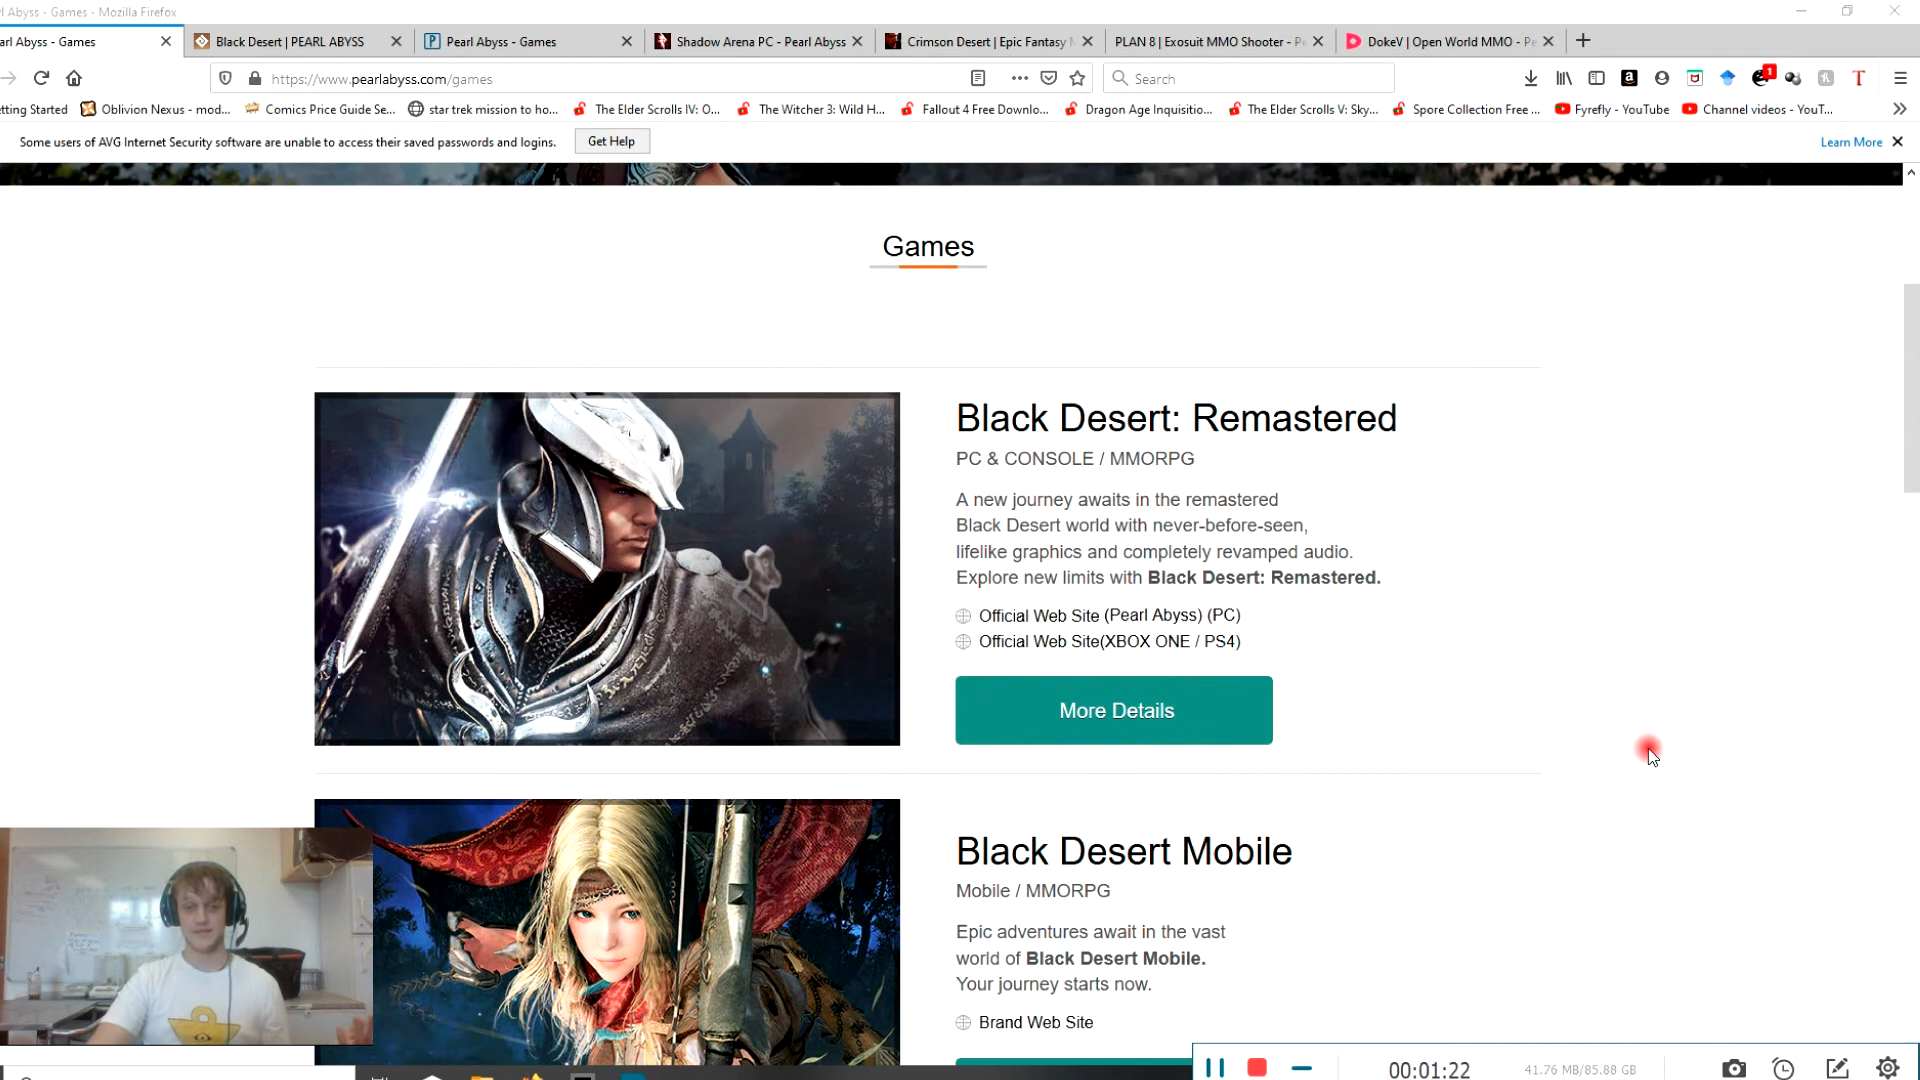 rl Abyss - Games - Mozilla Firefox
arl Abyss - Games
Black Desert | PEARL ABYSS
Pearl Abyss - Games
Shadow Arena PC - Pearl Abyss
Crimson Desert | Epic Fantasy
PLAN 8 | Exosuit MMO Shooter - Pe
DokeV | Open World MMO - Pe
https://www.pearlabyss.com/games
Search
1
etting Started
Oblivion Nexus - mod...
Comics Price Guide Se...
star trek mission to ho...
The Elder Scrolls IV: O...
The Witcher 3: Wild H...
Fallout 4 Free Downlo...
Dragon Age Inquisitio...
The Elder Scrolls V: Sky...
Spore Collection Free ...
Fyrefly - YouTube
Channel videos - YouT...
Some users of AVG Internet Security software are unable to access their saved passwords and logins.
Get Help
Learn More
Games
Black Desert: Remastered
PC & CONSOLE / MMORPG
A new journey awaits in the remastered
Black Desert world with never-before-seen,
lifelike graphics and completely revamped audio.
Explore new limits with Black Desert: Remastered.
Official Web Site (Pearl Abyss) (PC)
Official Web Site(XBOX ONE / PS4)
More Details
Black Desert Mobile
Mobile / MMORPG
Epic adventures await in the vast
world of Black Desert Mobile.
Your journey starts now.
Brand Web Site
00:01:22
41.76 MB/85.88 GB